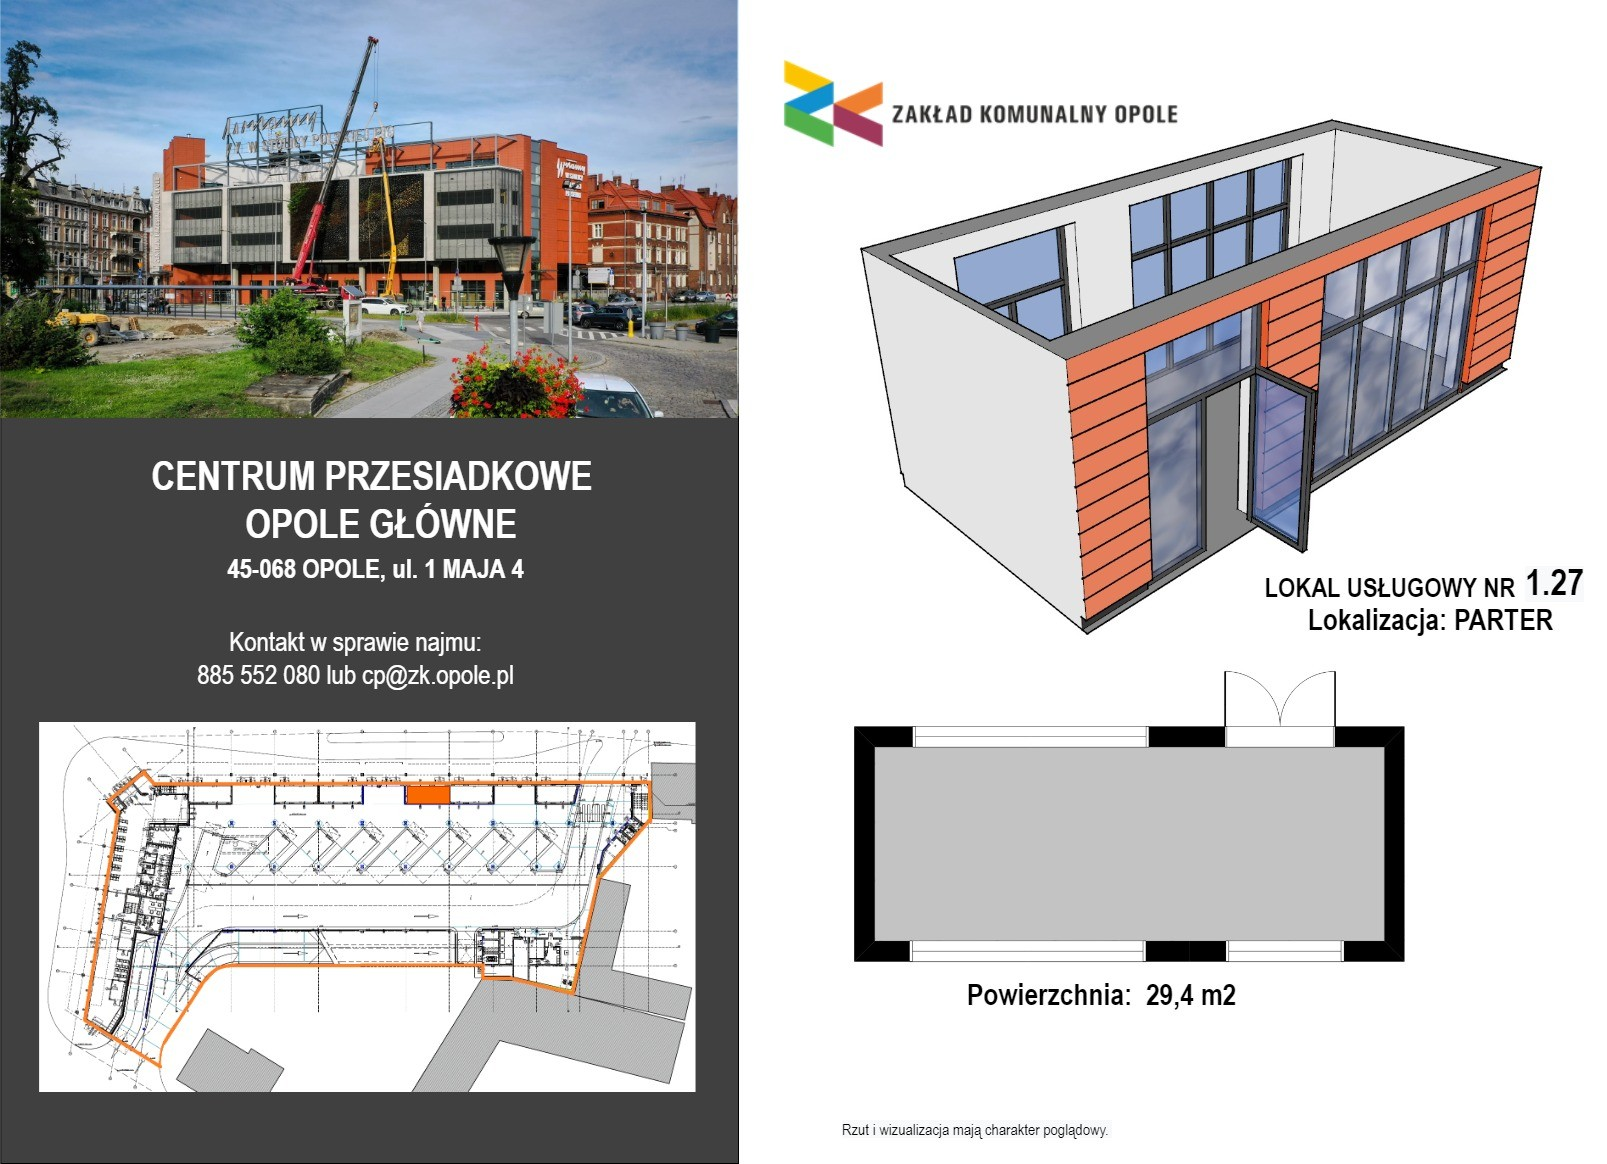 CENTRUM PRZESIADKOWE
OPOLE GŁÓWNE
45-068 OPOLE, ul. 1 MAJA 4
Kontakt w sprawie najmu:
885 552 080 lub cp@zk.opole.pl
ZAKŁAD KOMUNALNY OPOLE
LOKAL USŁUGOWY NR 1.27
Lokalizacja: PARTER
Powierzchnia: 29,4 m2
Rzut i wizualizacja mają charakter poglądowy.